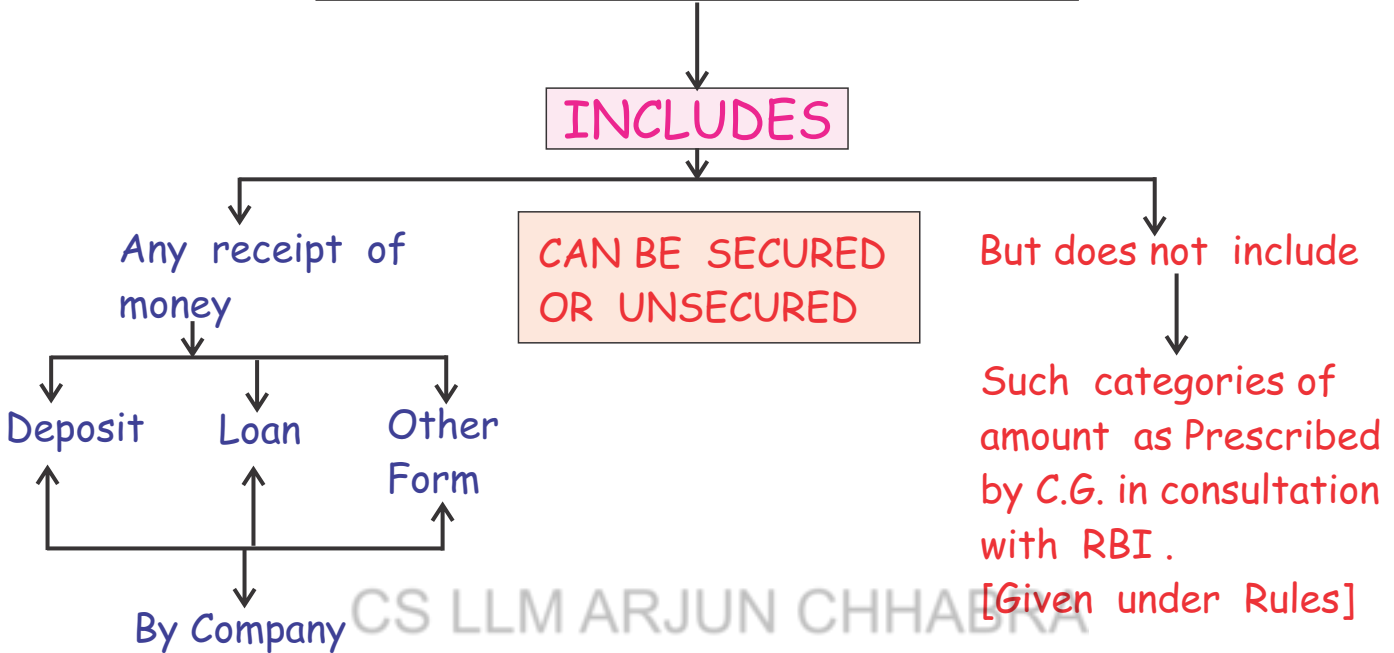 INCLUDES
Any receipt of
money
CAN BE SECURED
OR UNSECURED
But does not include
Deposit
Loan
Other
Form
Such categories of
amount as Prescribed
by C.G. in consultation
with RBI .
[Given under Rules]
By Company
CS LLM ARJUN CHHABRA